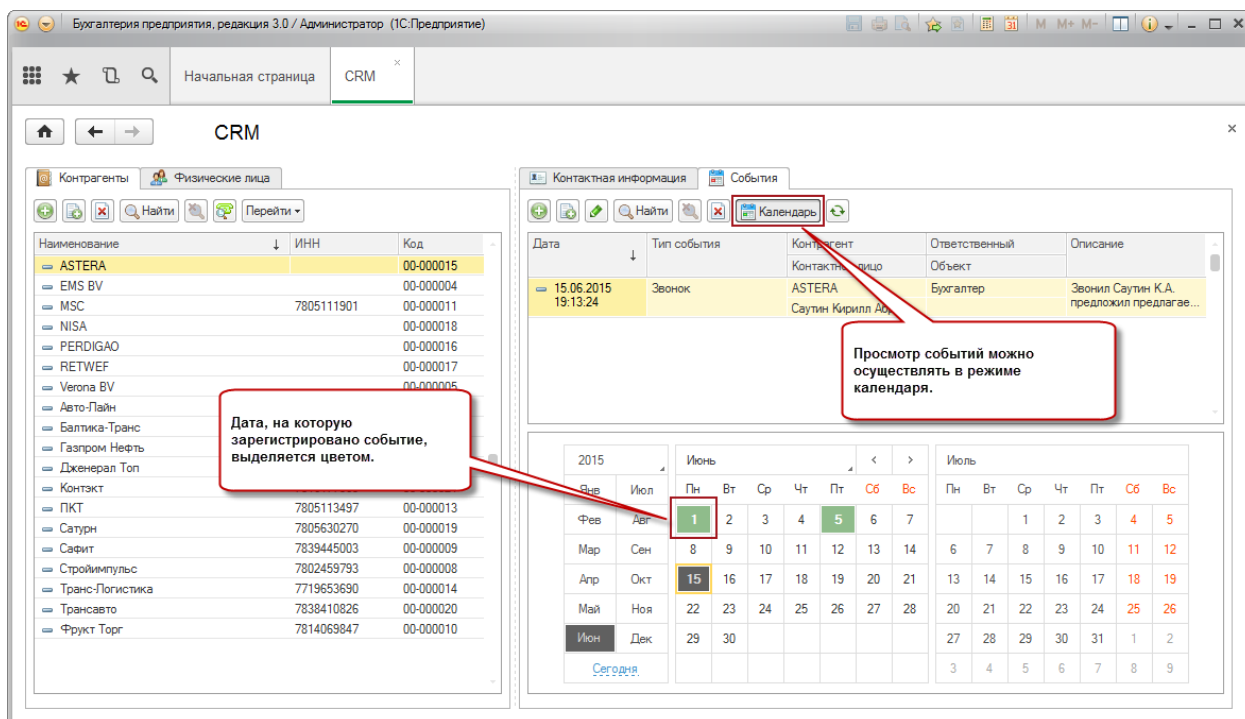 Бухгалтерия предприятия, редакция 3.0 / Администратор (1С:Предприятие)
M M+ M-
Начальная страница CRM
CRM
Контрагенты Физические лица
Найти Перейти
Наименование ИНН Код
ASTERA 00-000015
EMS BV 00-000004
MSC 7805111901 00-000011
NISA 00-000018
PERDIGAO 00-000016
RETWEF 00-000017
Verona BV 00-000005
Авто-Лайн
Балтика-Транс
Газпром Нефть
Дженерал Топ
Контэкт
ПКТ 7805113497 00-000013
Сатурн 7805630270 00-000019
Сафит 7839445003 00-000009
Стройимпульс 7802459793 00-000008
Транс-Логистика 7719653690 00-000014
Трансавто 7838410826 00-000020
Фрукт Торг 7814069847 00-000010
Дата, на которую
зарегистрировано событие,
выделяется цветом.
Контактная информация События
Найти Календарь
Дата Тип события Контрагент Ответственный Описание
Контактное лицо Объект
15.06.2015 Звонок ASTERA Бухгалтер Звонил Саутин К.А.
19:13:24 Саутин Кирилл предложил предлагае...
Просмотр событий можно
осуществлять в режиме
календаря.
2015 Июнь < > Июль
Янв Июл Пн Вт Ср Чт Пт Сб Вс Пн Вт Ср Чт Пт Сб Вс
Фев Авг 1 2 3 4 5 6 7 1 2 3 4 5
Мар Сен 8 9 10 11 12 13 14 6 7 8 9 10 11 12
Апр Окт 15 16 17 18 19 20 21 13 14 15 16 17 18 19
Май Ноя 22 23 24 25 26 27 28 20 21 22 23 24 25 26
Июн Дек 29 30 27 28 29 30 31 1 2
Сегодня 3 4 5 6 7 8 9